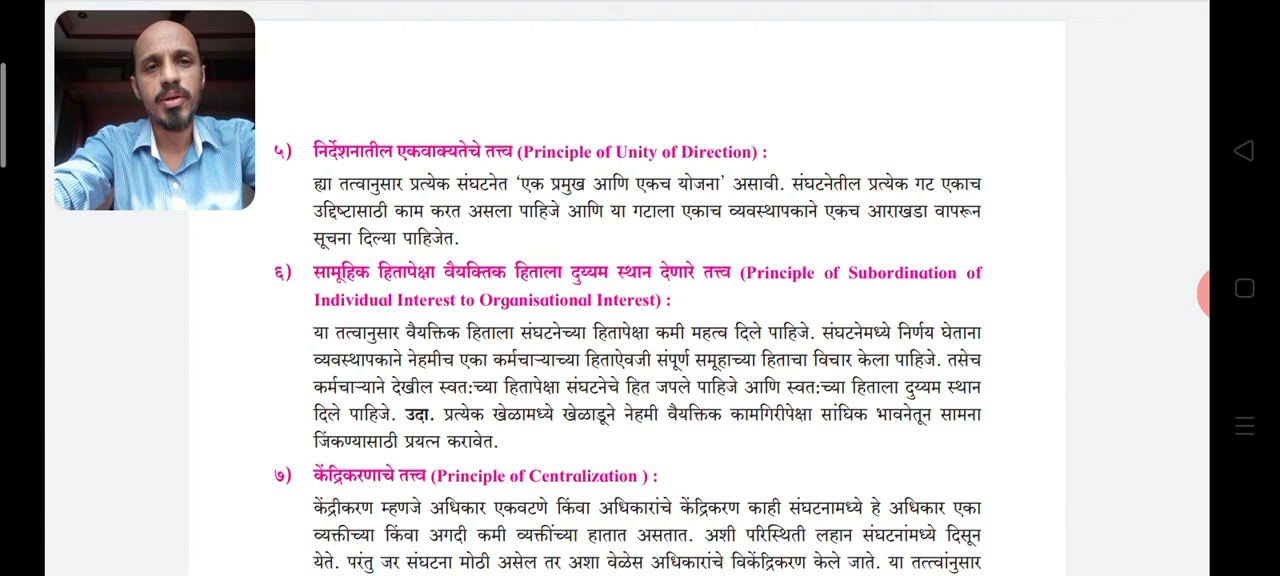 ५) निर्देशनातील एकवाक्यतेचे तत्त्व (Principle of Unity of Direction) :
ह्या तत्वानुसार प्रत्येक संघटनेत ‘एक प्रमुख आणि एकच योजना’ असावी. संघटनेतील प्रत्येक गट एकाच
उद्दिष्टासाठी काम करत असला पाहिजे आणि या गटाला एकाच व्यवस्थापकाने एकच आराखडा वापरून
सूचना दिल्या पाहिजेत.
६) सामूहिक हितापेक्षा वैयक्तिक हिताला दुय्यम स्थान देणारे तत्त्व (Principle of Subordination of
Individual Interest to Organisational Interest) :
या तत्वानुसार वैयक्तिक हिताला संघटनेच्या हितापेक्षा कमी महत्व दिले पाहिजे. संघटनेमध्ये निर्णय घेताना
व्यवस्थापकाने नेहमीच एका कर्मचाऱ्याच्या हिताऐवजी संपूर्ण समूहाच्या हिताचा विचार केला पाहिजे. तसेच
कर्मचाऱ्याने देखील स्वत:च्या हितापेक्षा संघटनेचे हित जपले पाहिजे आणि स्वत:च्या हिताला दुय्यम स्थान
दिले पाहिजे. उदा. प्रत्येक खेळामध्ये खेळाडूने नेहमी वैयक्तिक कामगिरीपेक्षा सांघिक भावनेतून सामना
जिंकण्यासाठी प्रयत्न करावेत.
७) केंद्रिकरणाचे तत्त्व (Principle of Centralization ) :
केंद्रीकरण म्हणजे अधिकार एकवटणे किंवा अधिकारांचे केंद्रिकरण काही संघटनामध्ये हे अधिकार एका
व्यक्तीच्या किंवा अगदी कमी व्यक्तींच्या हातात असतात. अशी परिस्थिती लहान संघटनांमध्ये दिसून
येते. परंतु जर संघटना मोठी असेल तर अशा वेळेस अधिकारांचे विकेंद्रिकरण केले जाते. या तत्त्वांनुसार